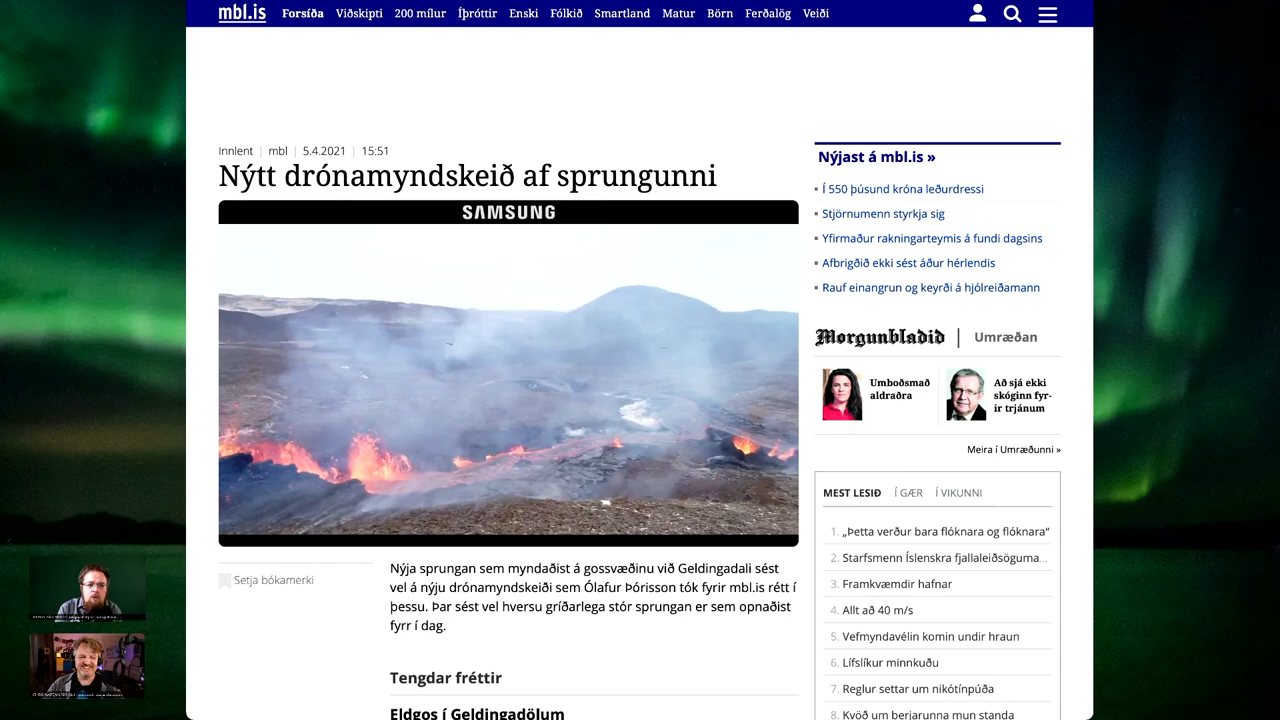 mbl.is Forsíða Viðskipti 200 mílur Íþróttir Enski Fólkið Smartland Matur Börn Ferðalög Veiði
Innlent | mbl | 5.4.2021 | 15:51
Nýtt drónamyndskeið af sprungunni
SAMSUNG
Setja bókamerki
Nýja sprungan sem myndaðist á gossvæðinu við Geldingadali sést
vel á nýju drónamyndskeiði sem Ólafur Þórisson tók fyrir mbl.is rétt í
þessu. Þar sést vel hversu gríðarlega stór sprungan er sem opnaðist
fyrr í dag.
Tengdar fréttir
Eldgos í Geldingadölum
Nýjast á mbl.is »
Í 550 þúsund króna leðurdressi
Stjörnumenn styrkja sig
Yfirmaður rakningarteymis á fundi dagsins
Afbrigðið ekki sést áður hérlendis
Rauf einangrun og keyrði á hjólreiðamann
Morgunblaðið | Umræðan
Umboðsmað
aldraðra
Að sjá ekki
skóginn fyr-
ir trjánum
Meira í Umræðunni »
MEST LESIÐ Í GÆR Í VIKUNNI
1. „Þetta verður bara flóknara og flóknara“
2. Starfsmenn Íslenskra fjallaleiðsöguma...
3. Framkvæmdir hafnar
4. Allt að 40 m/s
5. Vefmyndavélin komin undir hraun
6. Lífslíkur minnkuðu
7. Reglur settar um nikótínpúða
8. Kvöð um berjarunna mun standa